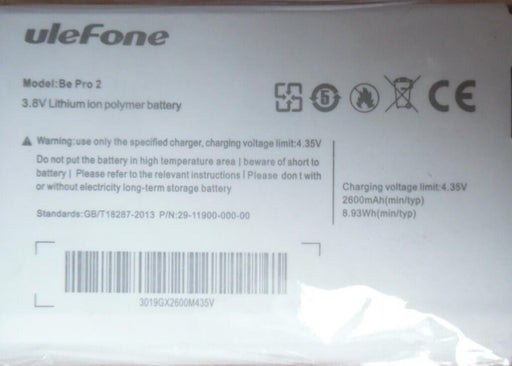 ulefone
Model:Be Pro 2
3.8V Lithium ion polymer battery
5
CE
Warning:use only the specified charger, charging voltage limit:4.35V
Do not put the battery in high temperature area | beware of short to
battery | Please refer to the relevant instructions | Please don t with
or without electricity long-term storage battery
Standards:GB/T18287-2013 P/N:29-11900-000-00
Charging voltage limit:4.35V
2600mAh(min/typ)
8.93Wh(min/typ)
3019GX2600M435V